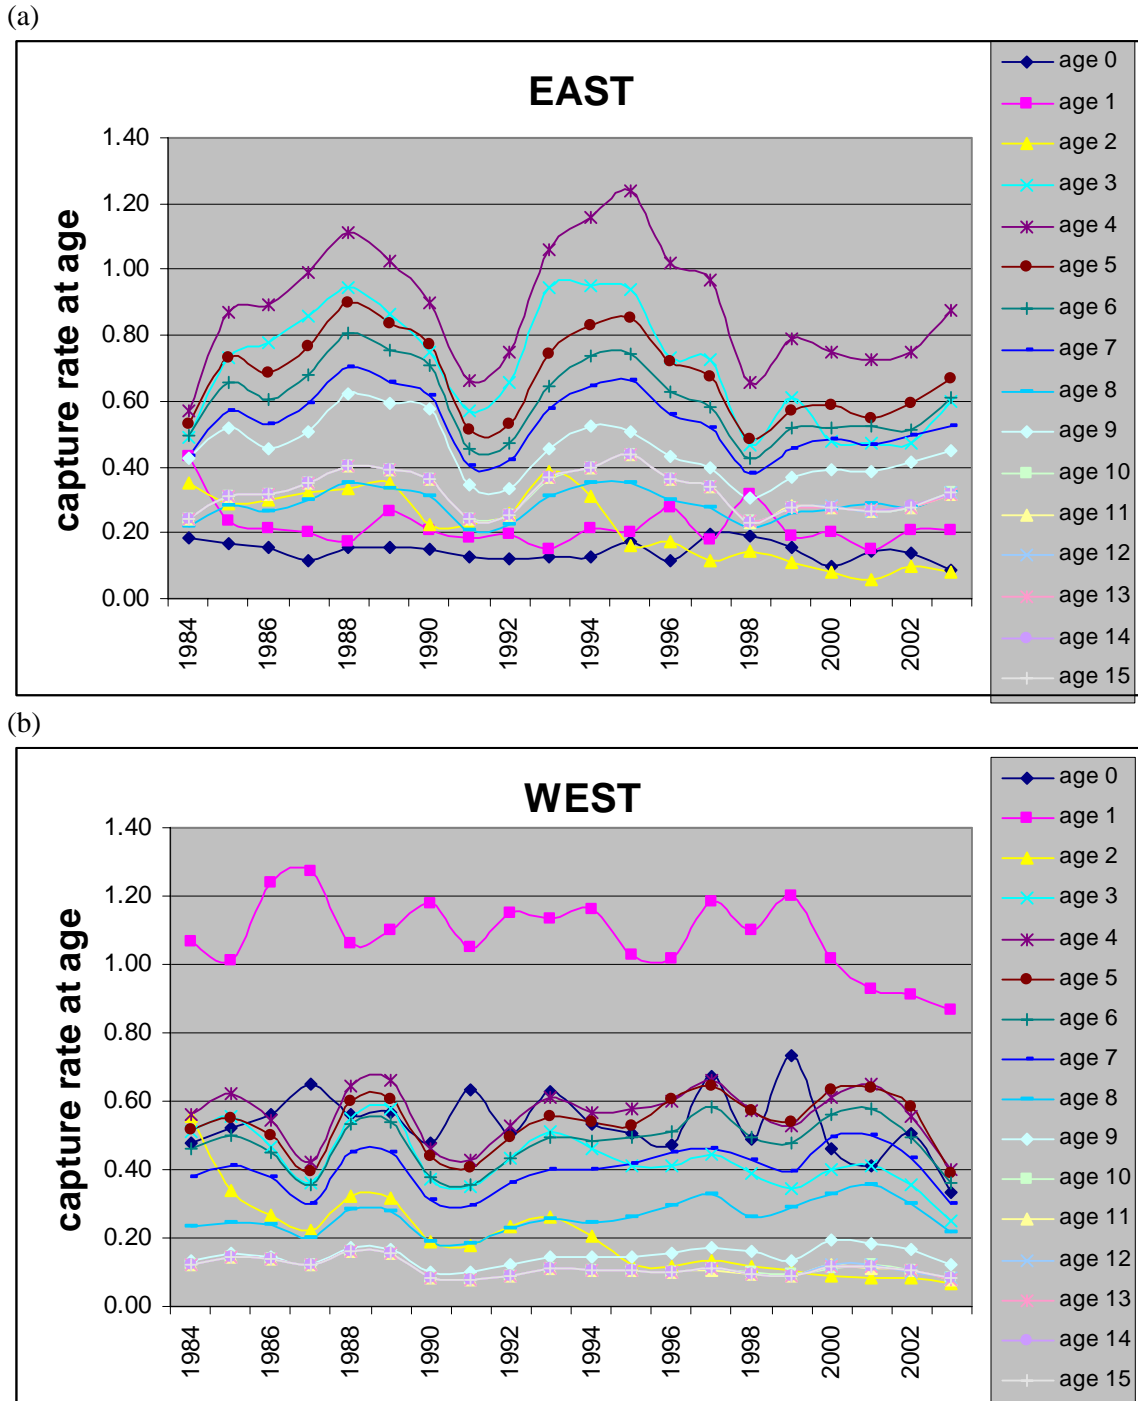 (a)
EAST
capture rate at age
1.40
1.20
1.00
0.80
0.60
0.40
0.20
0.00
1984
1986
1988
1990
1992
1994
1996
1998
2000
2002
age 0
age 1
age 2
age 3
age 4
age 5
age 6
age 7
age 8
age 9
age 10
age 11
age 12
age 13
age 14
age 15
(b)
WEST
capture rate at age
1.40
1.20
1.00
0.80
0.60
0.40
0.20
0.00
1984
1986
1988
1990
1992
1994
1996
1998
2000
2002
age 0
age 1
age 2
age 3
age 4
age 5
age 6
age 7
age 8
age 9
age 10
age 11
age 12
age 13
age 14
age 15